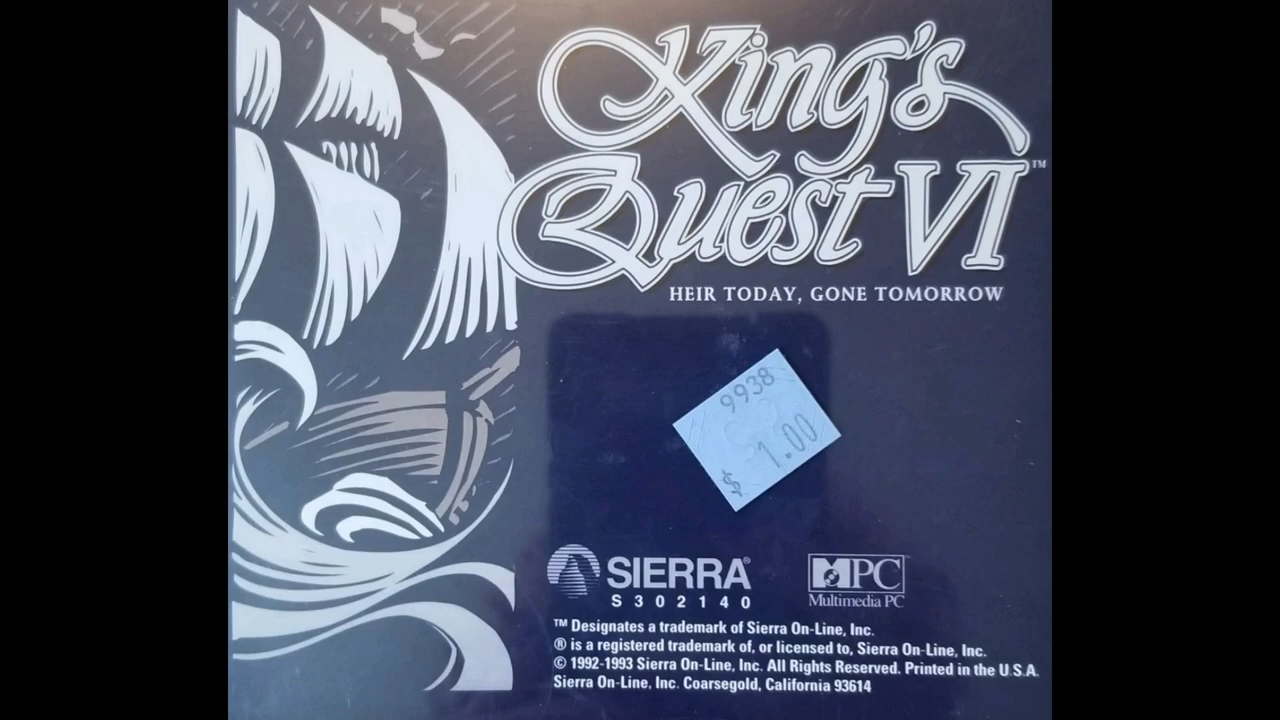 King's
Quest VI™
HEIR TODAY, GONE TOMORROW
9938
$ 1.00
SIERRA®
S302140
MPC™
Multimedia PC
™ Designates a trademark of Sierra On-Line, Inc.
® is a registered trademark of, or licensed to, Sierra On-Line, Inc.
© 1992-1993 Sierra On-Line, Inc. All Rights Reserved. Printed in the U.S.A.
Sierra On-Line, Inc. Coarsegold, California 93614